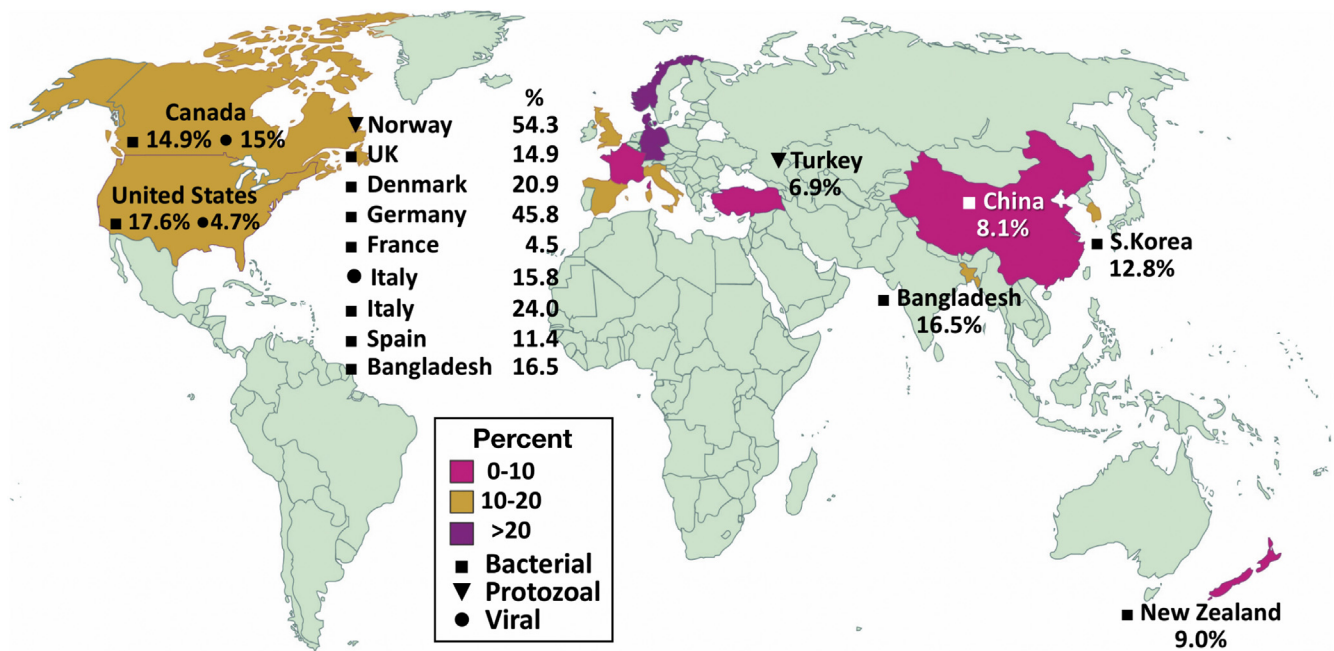 Canada
■ 14.9% ● 15%
United States
■ 17.6% ● 4.7%
%
▼ Norway 54.3
■ UK 14.9
■ Denmark 20.9
■ Germany 45.8
■ France 4.5
● Italy 15.8
■ Italy 24.0
■ Spain 11.4
■ Bangladesh 16.5
▼ Turkey
6.9%
■ China
8.1%
■ S.Korea
12.8%
■ Bangladesh
16.5%
■ New Zealand
9.0%
Percent
0-10
10-20
>20
■ Bacterial
▼ Protozoal
● Viral